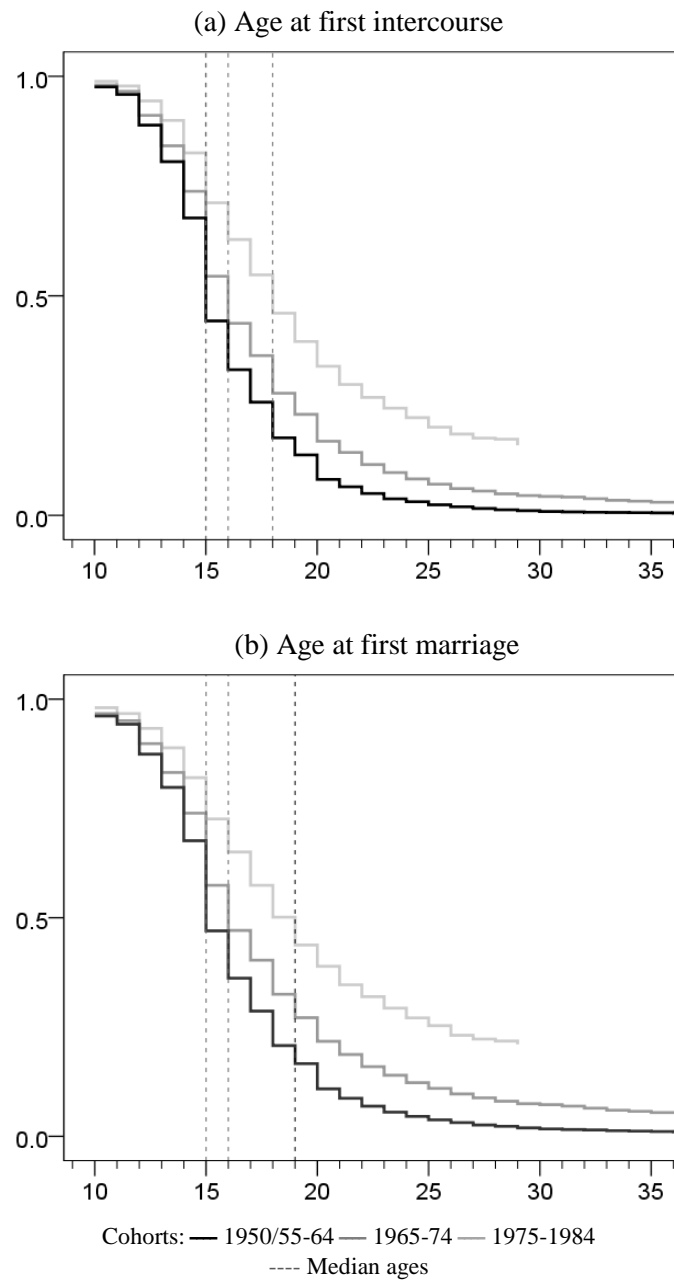 (a) Age at first intercourse
1.0
0.5
0.0
10 15 20 25 30 35
(b) Age at first marriage
1.0
0.5
0.0
10 15 20 25 30 35
Cohorts: 1950/55-64 1965-74 1975-1984
---- Median ages